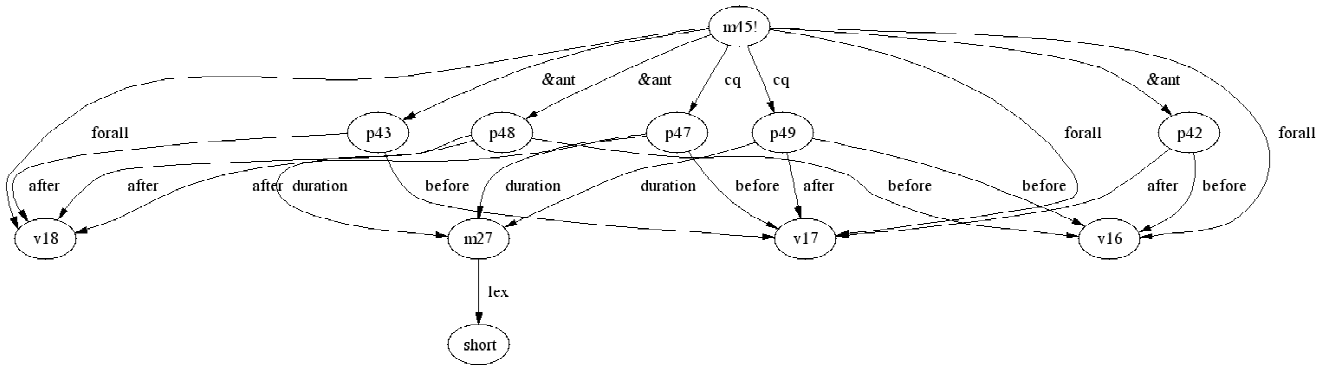 m45!
&ant &ant cq cq &ant
forall p43 p48 p47 p49 forall p42 forall
after after after duration before duration duration before after before before after before
v18 m27 v17 v16
lex
short